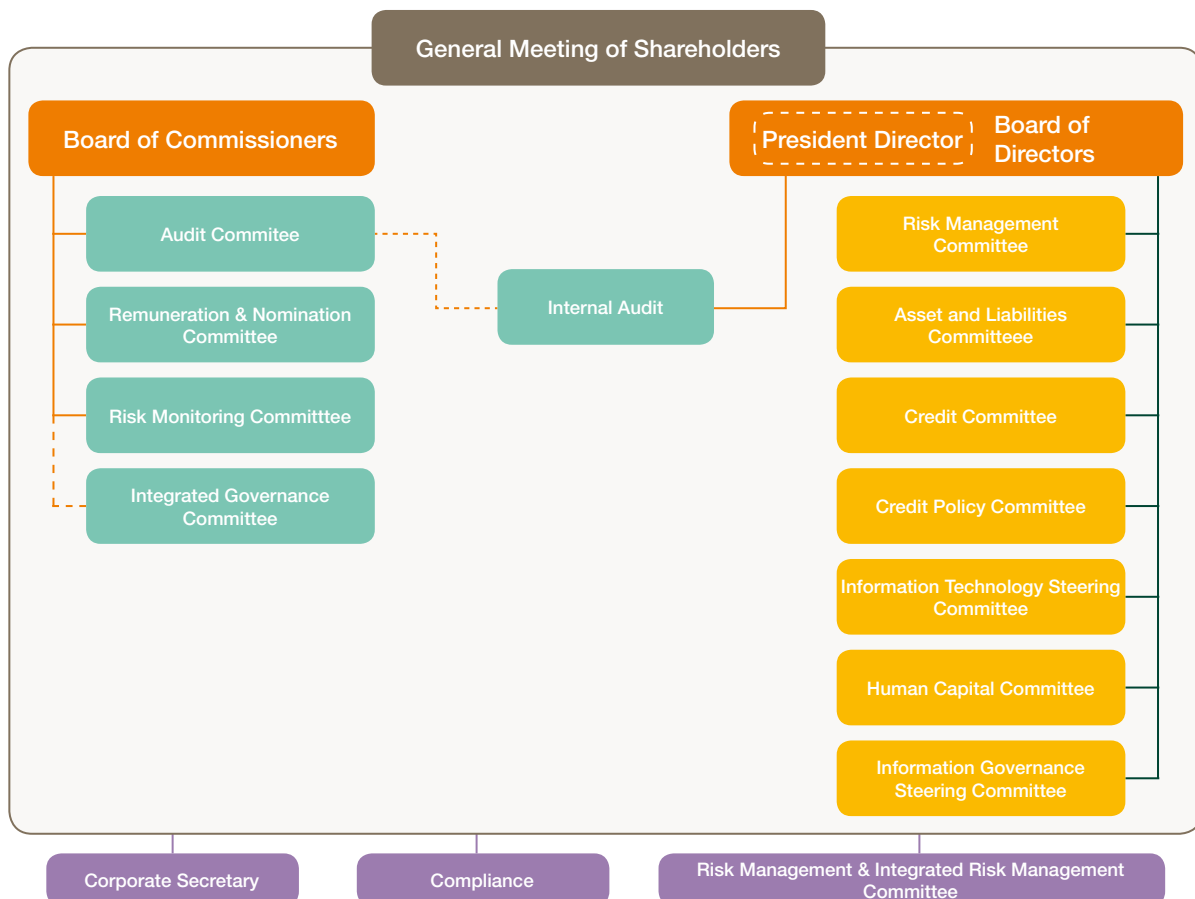 General Meeting of Shareholders
Board of Commissioners
President Director
Board of
Directors
Audit Commitee
Remuneration & Nomination
Committee
Risk Monitoring Committtee
Integrated Governance
Committee
Internal Audit
Risk Management
Committee
Asset and Liabilities
Committeee
Credit Committee
Credit Policy Committee
Information Technology Steering
Committee
Human Capital Committee
Information Governance
Steering Committee
Corporate Secretary
Compliance
Risk Management & Integrated Risk Management
Committee